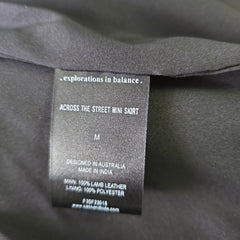 . explorations in balance .
ACROSS THE STREET MINI SKIRT
M
DESIGNED IN AUSTRALIA
MADE IN INDIA
MAIN: 100% LAMB LEATHER
LINING: 100% POLYESTER